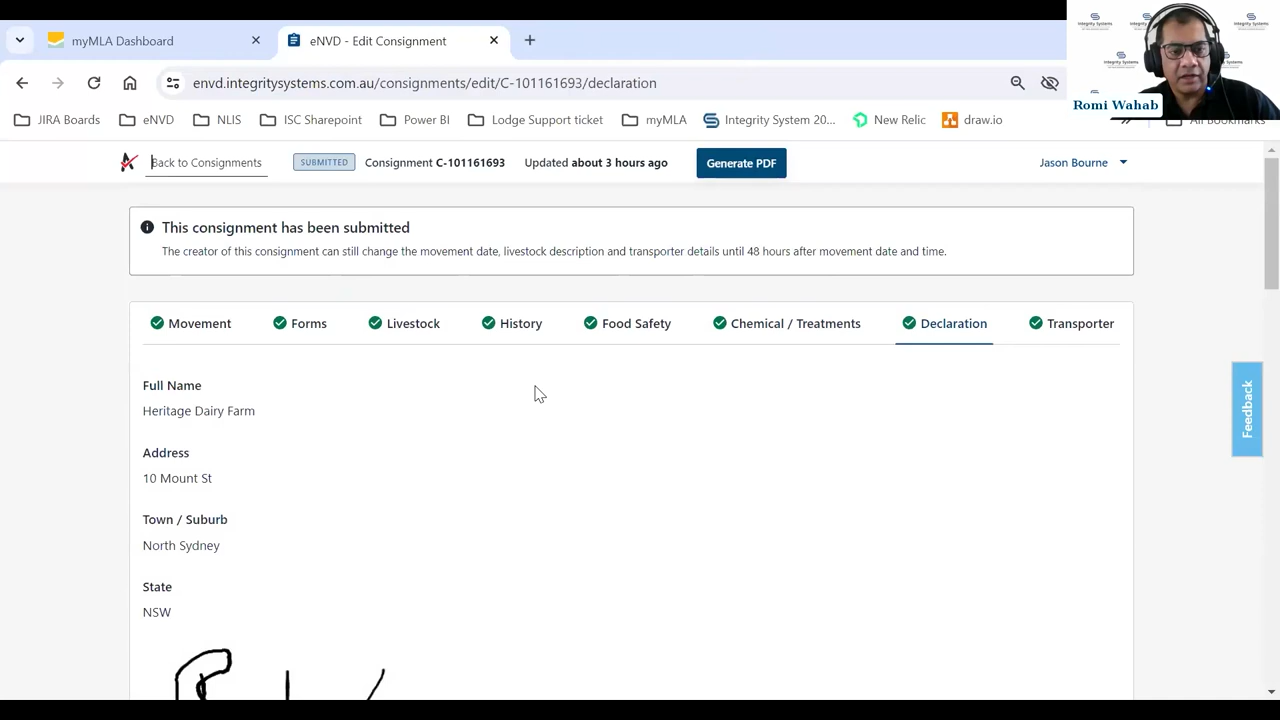 myMLA Dashboard
eNVD - Edit Consignment
envd.integritysystems.com.au/consignments/edit/C-101161693/declaration
JIRA Boards
eNVD
NLIS
ISC Sharepoint
Power BI
Lodge Support ticket
myMLA
Integrity System 20...
New Relic
draw.io
All Bookmarks
Integrity Systems
Romi Wahab
Back to Consignments
SUBMITTED
Consignment C-101161693
Updated about 3 hours ago
Generate PDF
Jason Bourne
This consignment has been submitted
The creator of this consignment can still change the movement date, livestock description and transporter details until 48 hours after movement date and time.
Movement
Forms
Livestock
History
Food Safety
Chemical / Treatments
Declaration
Transporter
Full Name
Heritage Dairy Farm
Address
10 Mount St
Town / Suburb
North Sydney
State
NSW
Feedback